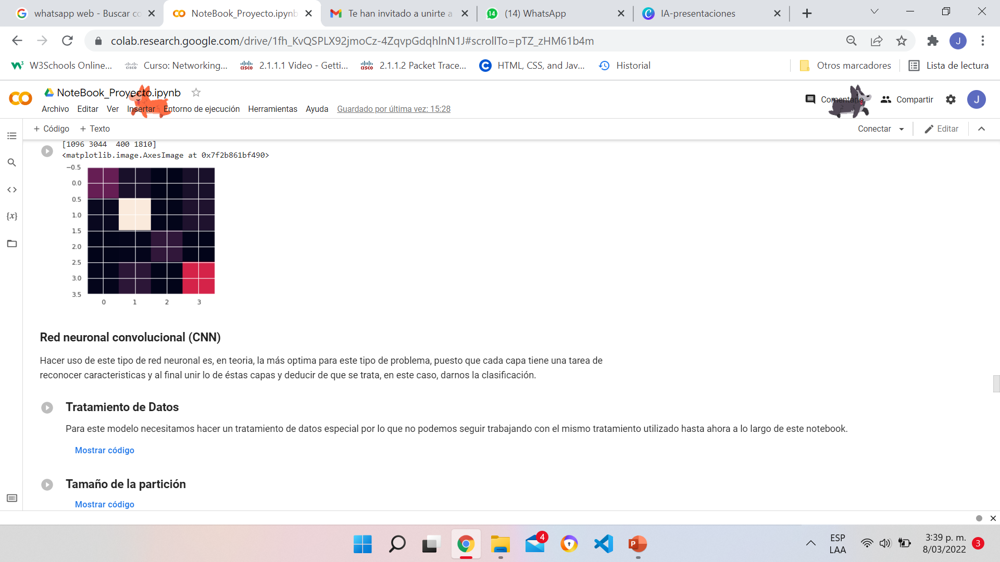 whatsapp web - Buscar co
NoteBook_Proyecto.ipynb
Te han invitado a unirte a
14
(14) WhatsApp
IA-presentaciones
colab.research.google.com/drive/1fh_KvQSPLX92jmoCz-4ZqvpGdqhlnN1J#scrollTo=pTZ_zHM61b4m
J
W3Schools Online...
Curso: Networking...
2.1.1.1 Video - Getti...
2.1.1.2 Packet Trace...
HTML, CSS, and Jav...
Historial
Otros marcadores
Lista de lectura
NoteBook_Proyecto.ipynb
Comentario
Compartir
J
Archivo Editar Ver Insertar Entorno de ejecución Herramientas Ayuda Guardado por última vez: 15:28
+ Código + Texto
Conectar
Editar
[1096 3044  400 1810]
<matplotlib.image.AxesImage at 0x7f2b861bf490>
−0.5
0.0
0.5
1.0
1.5
2.0
2.5
3.0
3.5
0 1 2 3
Red neuronal convolucional (CNN)
Hacer uso de este tipo de red neuronal es, en teoria, la más optima para este tipo de problema, puesto que cada capa tiene una tarea de
reconocer caracteristicas y al final unir lo de éstas capas y deducir de que se trata, en este caso, darnos la clasificación.
Tratamiento de Datos
Para este modelo necesitamos hacer un tratamiento de datos especial por lo que no podemos seguir trabajando con el mismo tratamiento utilizado hasta ahora a lo largo de este notebook.
Mostrar código
Tamaño de la partición
Mostrar código
4
ESP
LAA
3:39 p. m.
8/03/2022
3